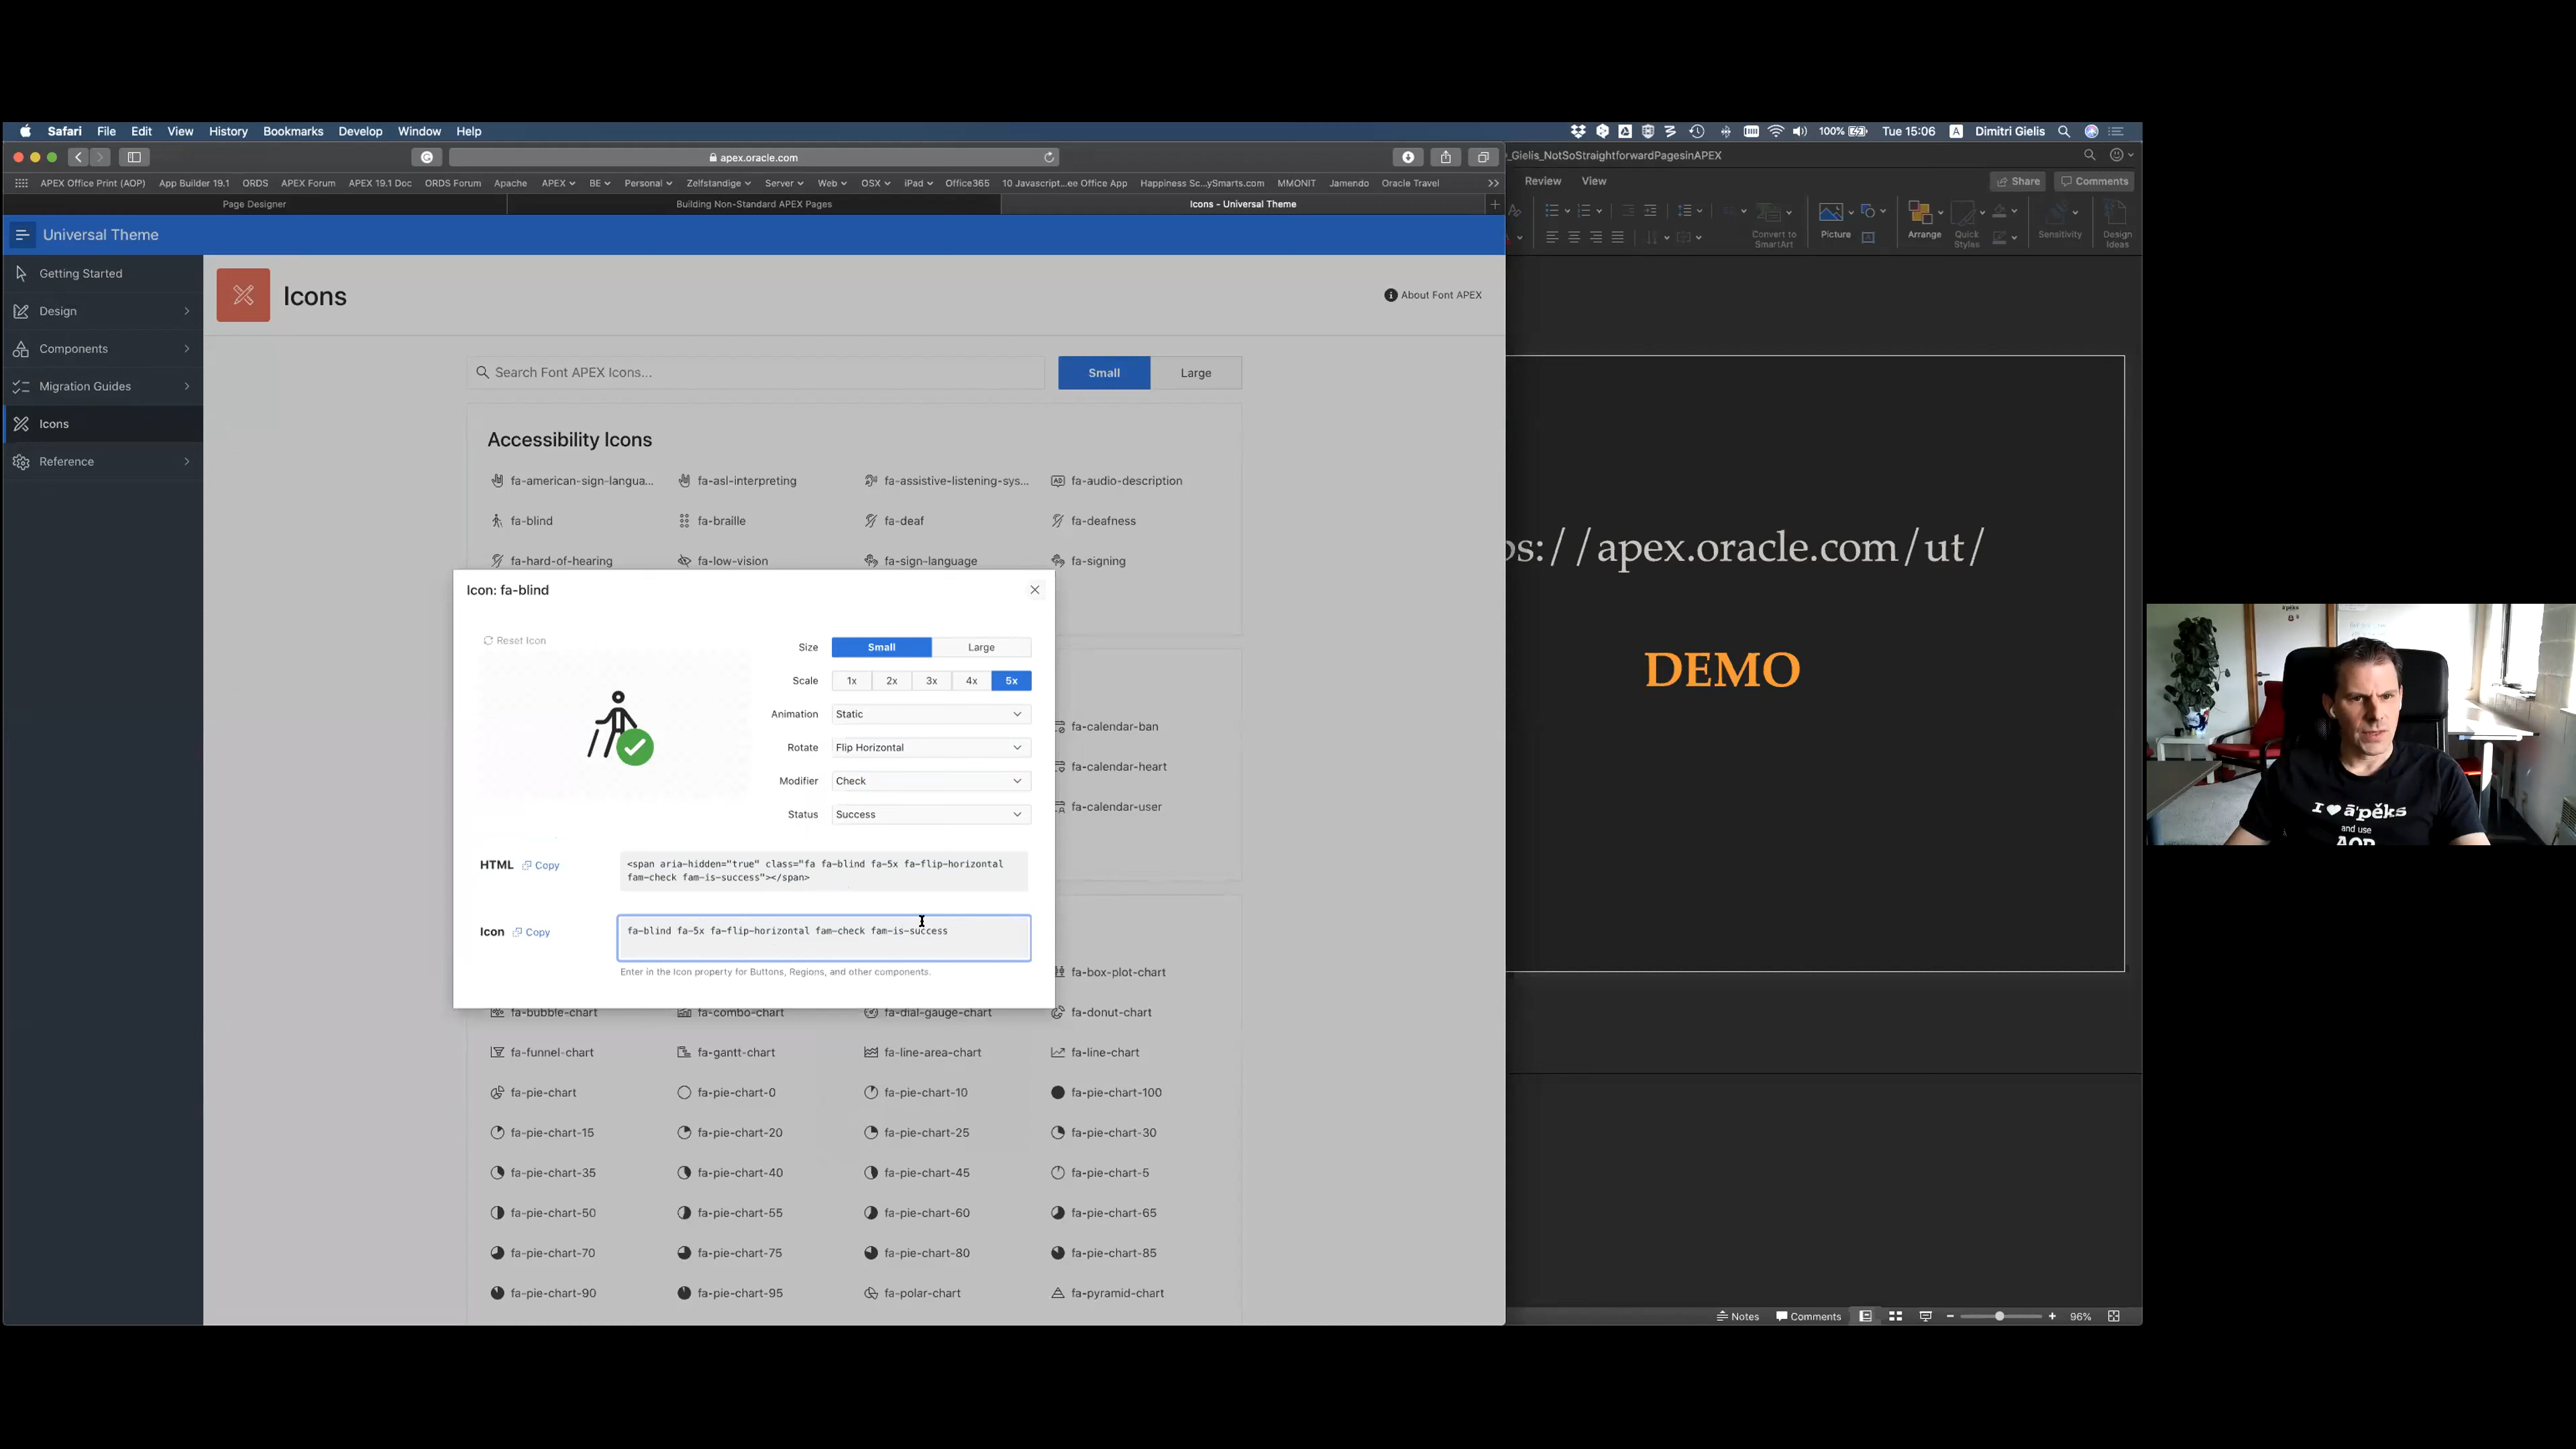 Safari File Edit View History Bookmarks Develop Window Help
100% Tue 15:06 A Dimitri Gielis
apex.oracle.com
_Gielis_NotSoStraightforwardPagesinAPEX
APEX Office Print (AOP) App Builder 19.1 ORDS APEX Forum APEX 19.1 Doc ORDS Forum Apache APEX BE Personal Zelfstandige Server Web OSX iPad Office365 10 Javascript...ee Office App Happiness Sc...ySmarts.com MMONIT Jamendo Oracle Travel
Review View Share Comments
Page Designer Building Non-Standard APEX Pages Icons - Universal Theme
Convert to SmartArt
Picture
Arrange
Quick Styles
Sensitivity
Design Ideas
Universal Theme
Getting Started
Design
Components
Migration Guides
Icons
Reference
Icons
About Font APEX
Search Font APEX Icons...
Small Large
Accessibility Icons
fa-american-sign-langua... fa-asl-interpreting fa-assistive-listening-sys... fa-audio-description
fa-blind fa-braille fa-deaf fa-deafness
fa-hard-of-hearing fa-low-vision fa-sign-language fa-signing
Icon: fa-blind
Reset Icon
Size Small Large
Scale 1x 2x 3x 4x 5x
Animation Static
Rotate Flip Horizontal
Modifier Check
Status Success
HTML Copy
<span aria-hidden="true" class="fa fa-blind fa-5x fa-flip-horizontal
fam-check fam-is-success"></span>
Icon Copy
fa-blind fa-5x fa-flip-horizontal fam-check fam-is-success
Enter in the Icon property for Buttons, Regions, and other components.
fa-calendar-ban
fa-calendar-heart
fa-calendar-user
fa-box-plot-chart
fa-bubble-chart fa-combo-chart fa-dial-gauge-chart fa-donut-chart
fa-funnel-chart fa-gantt-chart fa-line-area-chart fa-line-chart
fa-pie-chart fa-pie-chart-0 fa-pie-chart-10 fa-pie-chart-100
fa-pie-chart-15 fa-pie-chart-20 fa-pie-chart-25 fa-pie-chart-30
fa-pie-chart-35 fa-pie-chart-40 fa-pie-chart-45 fa-pie-chart-5
fa-pie-chart-50 fa-pie-chart-55 fa-pie-chart-60 fa-pie-chart-65
fa-pie-chart-70 fa-pie-chart-75 fa-pie-chart-80 fa-pie-chart-85
fa-pie-chart-90 fa-pie-chart-95 fa-polar-chart fa-pyramid-chart
ps://apex.oracle.com/ut/
DEMO
I ♥ ā'pěks
and use
AOP
Notes Comments 96%